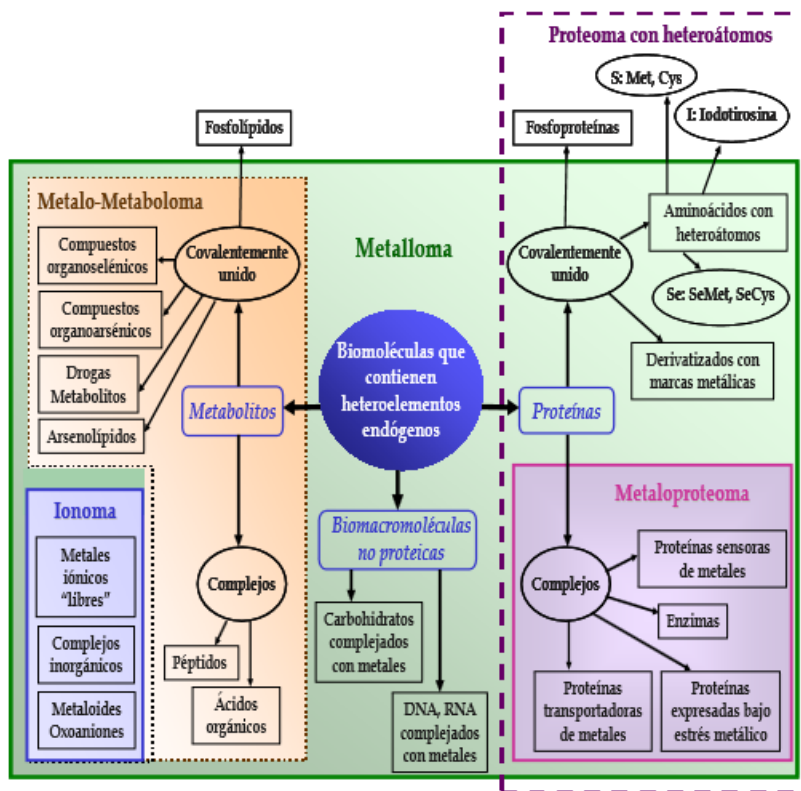 Proteoma con heteroátomos
S: Met, Cys
I: Iodotirosina
Fosfolípidos
Fosfoproteínas
Metalo-Metaboloma
Compuestos
organoselénicos
Covalentemente
unido
Metalloma
Covalentemente
unido
Aminoácidos con
heteroátomos
Se: SeMet, SeCys
Compuestos
organoarsénicos
Drogas
Metabolito
Arsenolípidos
Biomoléculas que
contienen
heteroelementos
endógenos
Derivatizados con
marcas metálicas
Metabolitos
Proteínas
Ionoma
Metales
iónicos
“libres”
Complejos
inorgánicos
Metaloides
Oxoaniones
Complejos
Péptidos
Ácidos
orgánicos
Biomacromoléculas
no proteicas
Carbohidratos
complejados
con metales
DNA, RNA
complejados
con metales
Metaloproteoma
Complejos
Proteínas sensoras
de metales
Enzimas
Proteínas
transportadoras
de metales
Proteínas
expresadas bajo
estrés metálico